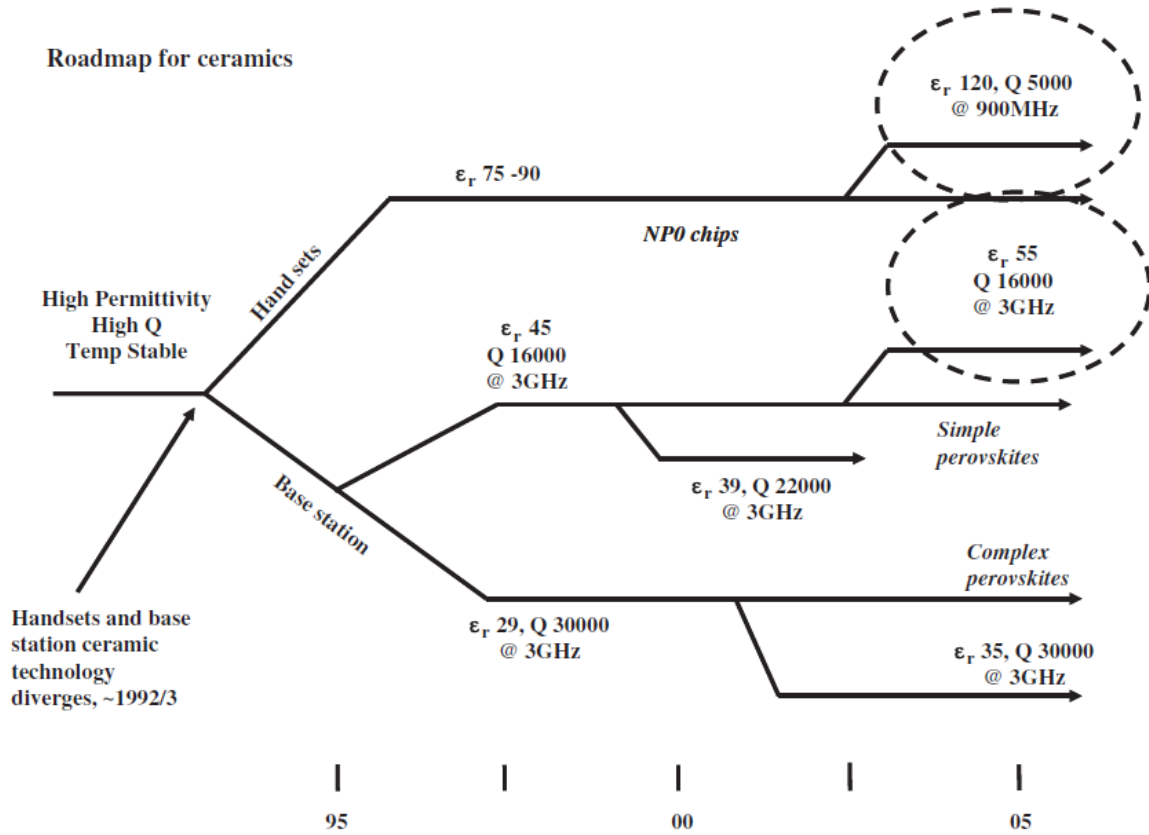 Roadmap for ceramics
εr 120, Q 5000
@ 900MHz
εr 75 -90
NP0 chips
Hand sets
εr 55
Q 16000
@ 3GHz
High Permittivity
High Q
Temp Stable
εr 45
Q 16000
@ 3GHz
Simple
perovskites
εr 39, Q 22000
@ 3GHz
Base station
Complex
perovskites
Handsets and base
station ceramic
technology
diverges, ~1992/3
εr 29, Q 30000
@ 3GHz
εr 35, Q 30000
@ 3GHz
95
00
05